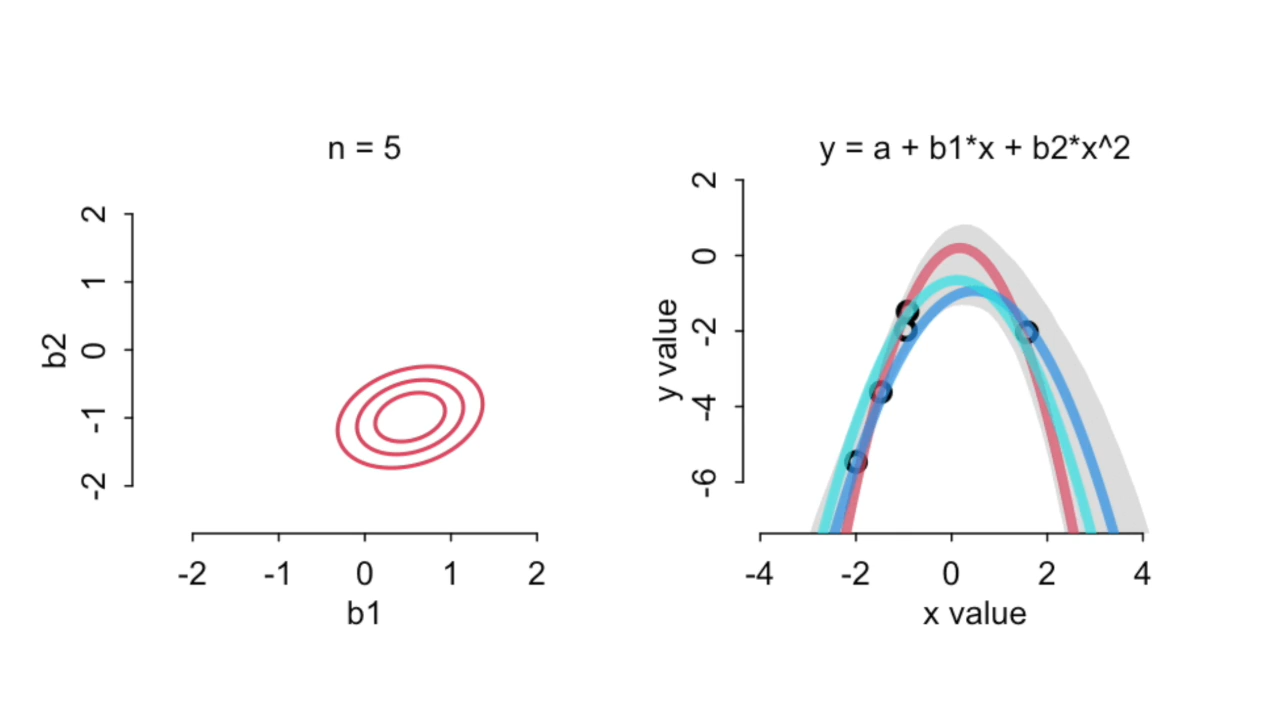 n = 5
2
1
0
-1
-2
b2
-2 -1 0 1 2
b1
y = a + b1*x + b2*x^2
2
0
-2
-4
-6
y value
-4 -2 0 2 4
x value